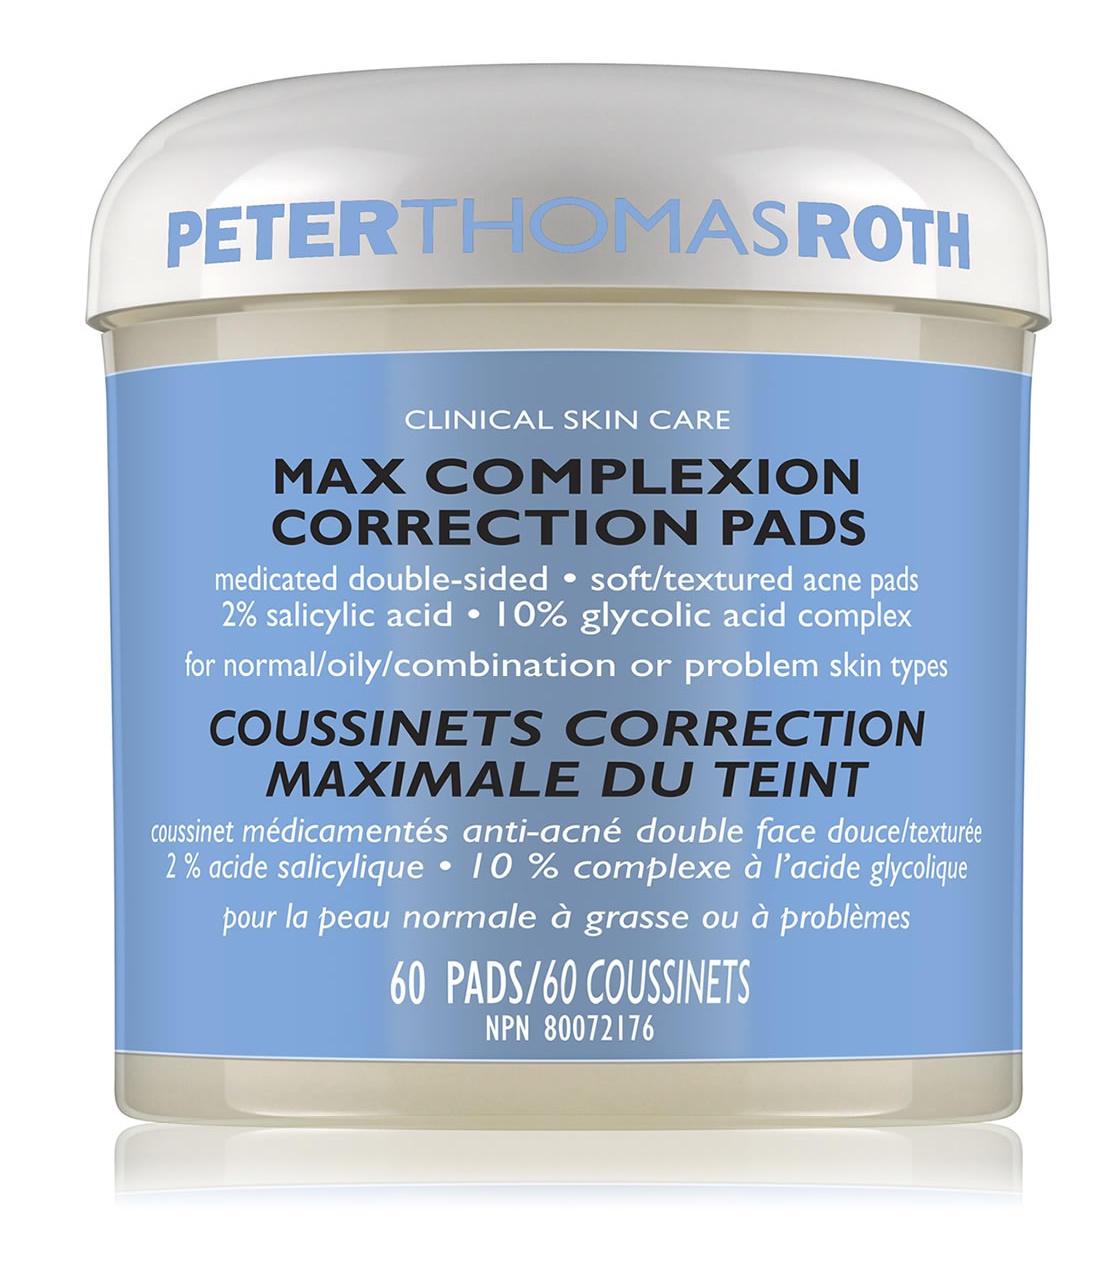 PETERTHOMASROTH
CLINICAL SKIN CARE
MAX COMPLEXION
CORRECTION PADS
medicated double-sided • soft/textured acne pads
2% salicylic acid • 10% glycolic acid complex
for normal/oily/combination or problem skin types
COUSSINETS CORRECTION
MAXIMALE DU TEINT
coussinet médicamentés anti-acné double face douce/texturée
2 % acide salicylique • 10 % complexe à l'acide glycolique
pour la peau normale à grasse ou à problèmes
60 PADS/60 COUSSINETS
NPN 80072176